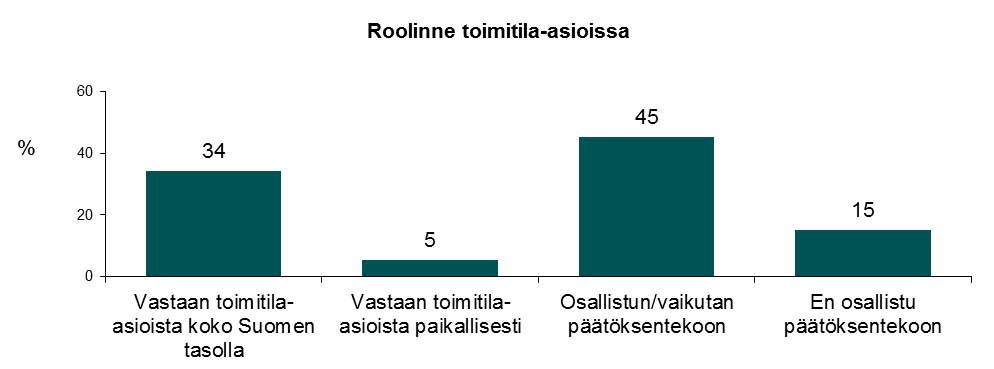 Roolinne toimitila-asioissa
%
60
40
20
0
34
5
45
15
Vastaan toimitila-
asioista koko Suomen
tasolla
Vastaan toimitila-
asioista paikallisesti
Osallistun/vaikutan
päätöksentekoon
En osallistu
päätöksentekoon